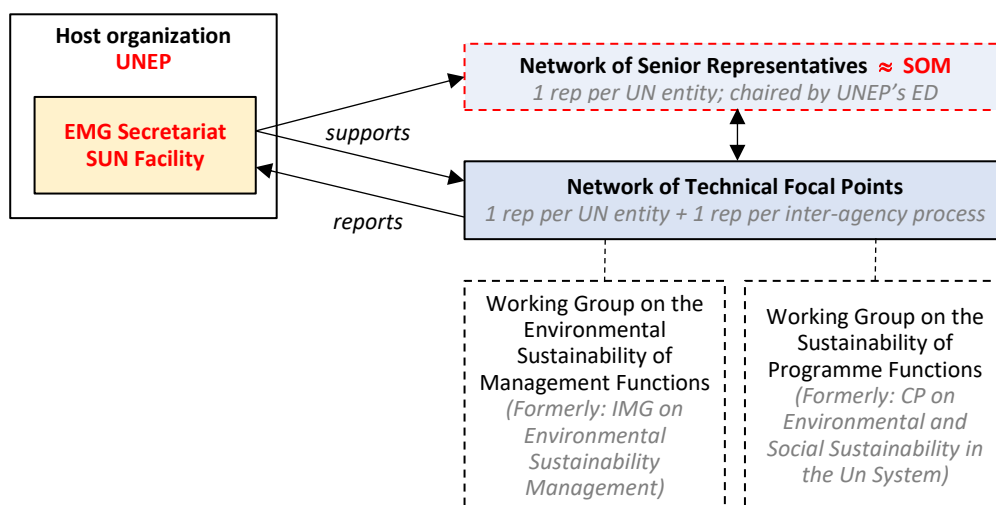 Host organization
UNEP
EMG Secretariat
SUN Facility
supports
reports
Network of Senior Representatives ≈ SOM
1 rep per UN entity; chaired by UNEP’s ED
Network of Technical Focal Points
1 rep per UN entity + 1 rep per inter-agency process
Working Group on the
Environmental
Sustainability of
Management Functions
(Formerly: IMG on
Environmental
Sustainability
Management)
Working Group on the
Sustainability of
Programme Functions
(Formerly: CP on
Environmental and
Social Sustainability in
the Un System)